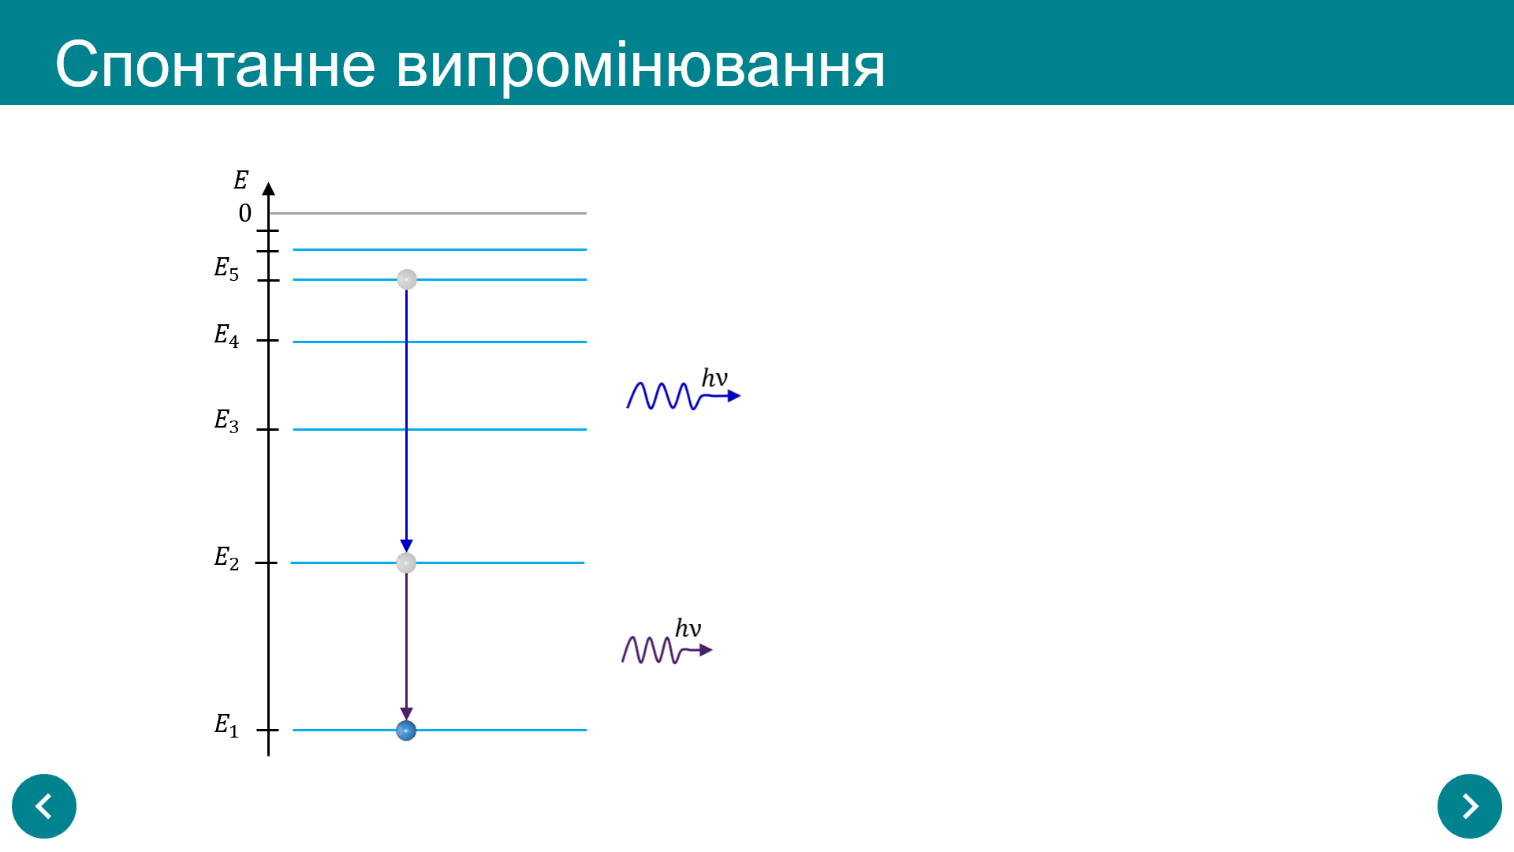 Спонтанне випромінювання
E
0
E₅
E₄
hν
E₃
E₂
hν
E₁